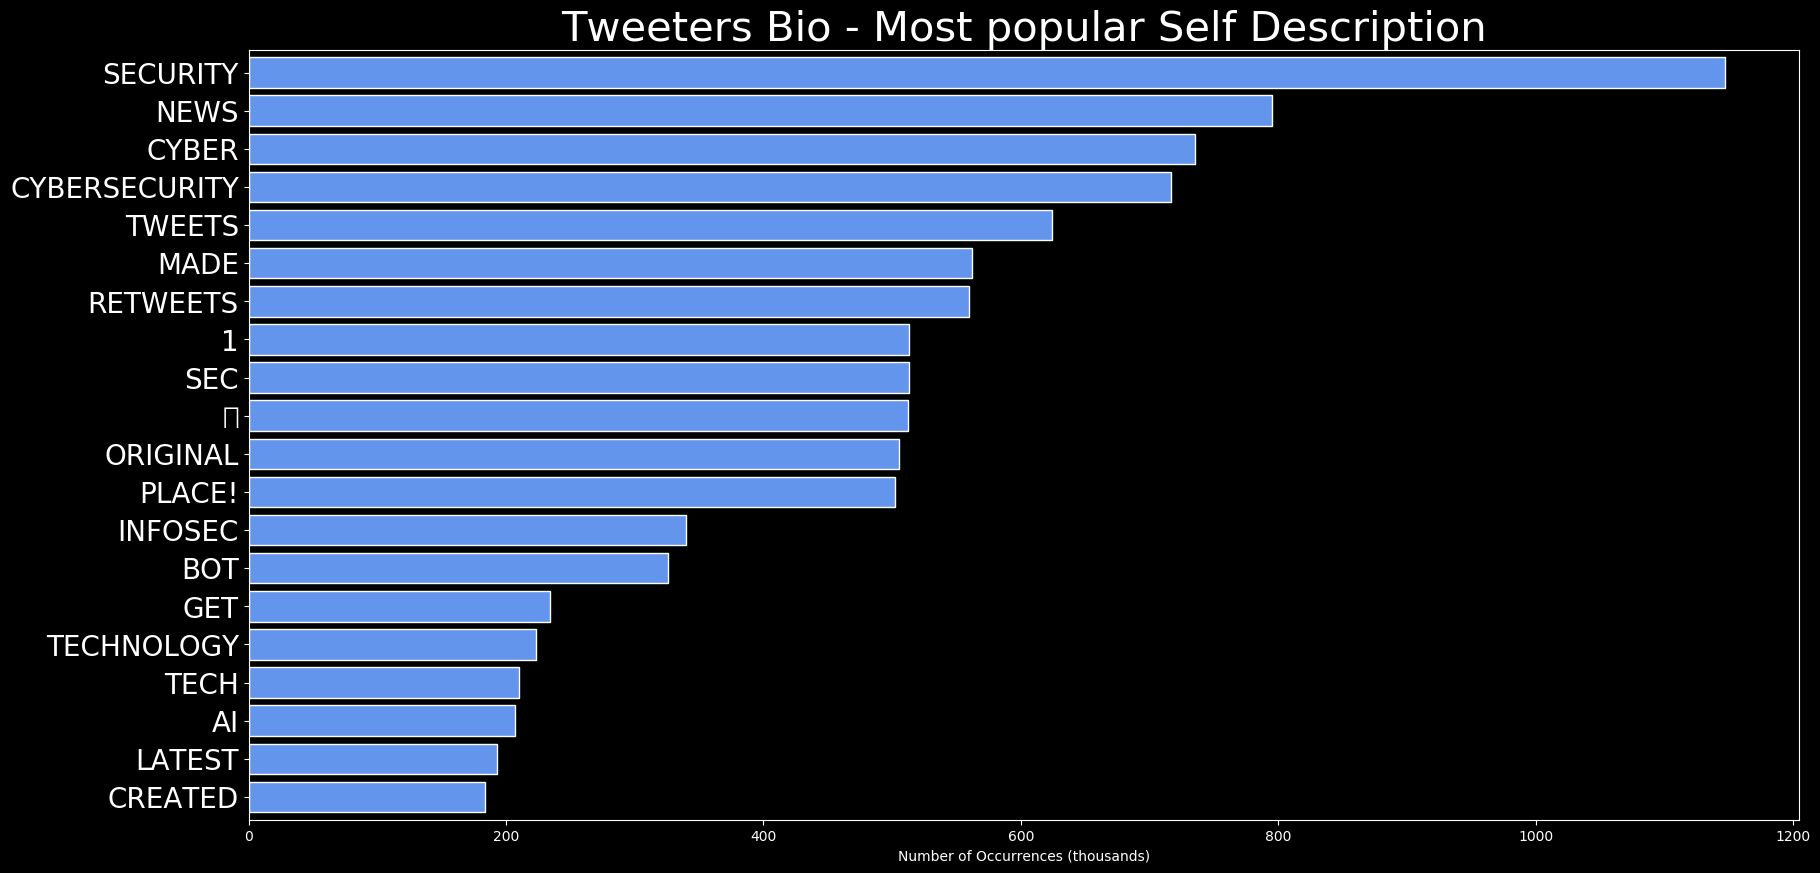 Tweeters Bio - Most popular Self Description
SECURITY
NEWS
CYBER
CYBERSECURITY
TWEETS
MADE
RETWEETS
1
SEC
ORIGINAL
PLACE!
INFOSEC
BOT
GET
TECHNOLOGY
TECH
AI
LATEST
CREATED
0 200 400 600 800 1000 1200
Number of Occurrences (thousands)